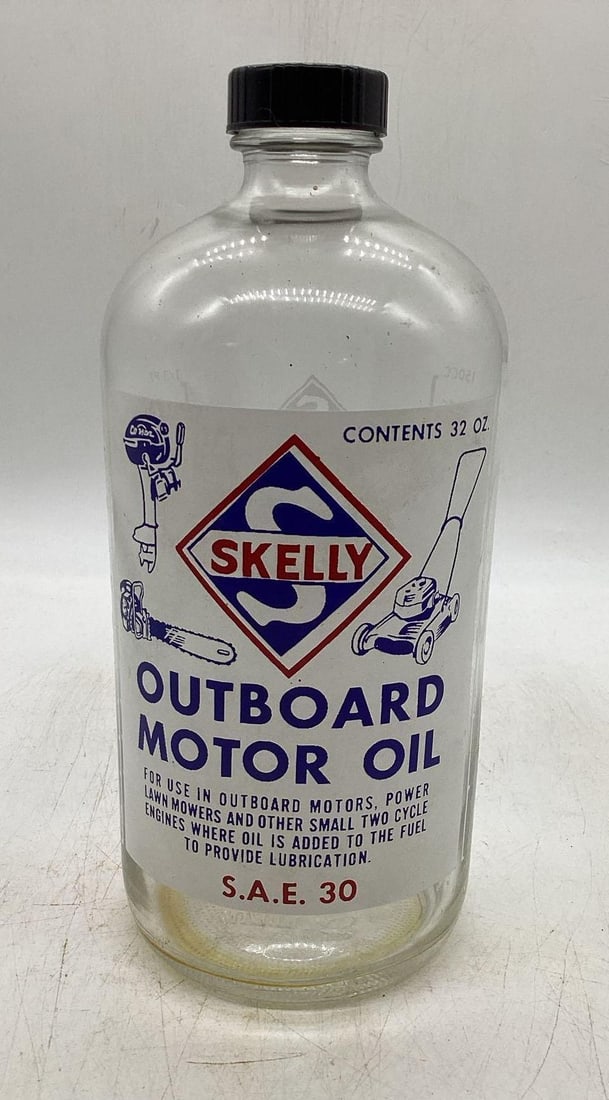 CONTENTS 32 OZ.
SKELLY
OUTBOARD
MOTOR OIL
FOR USE IN OUTBOARD MOTORS, POWER
LAWN MOWERS AND OTHER SMALL TWO CYCLE
ENGINES WHERE OIL IS ADDED TO THE FUEL
TO PROVIDE LUBRICATION.
S.A.E. 30